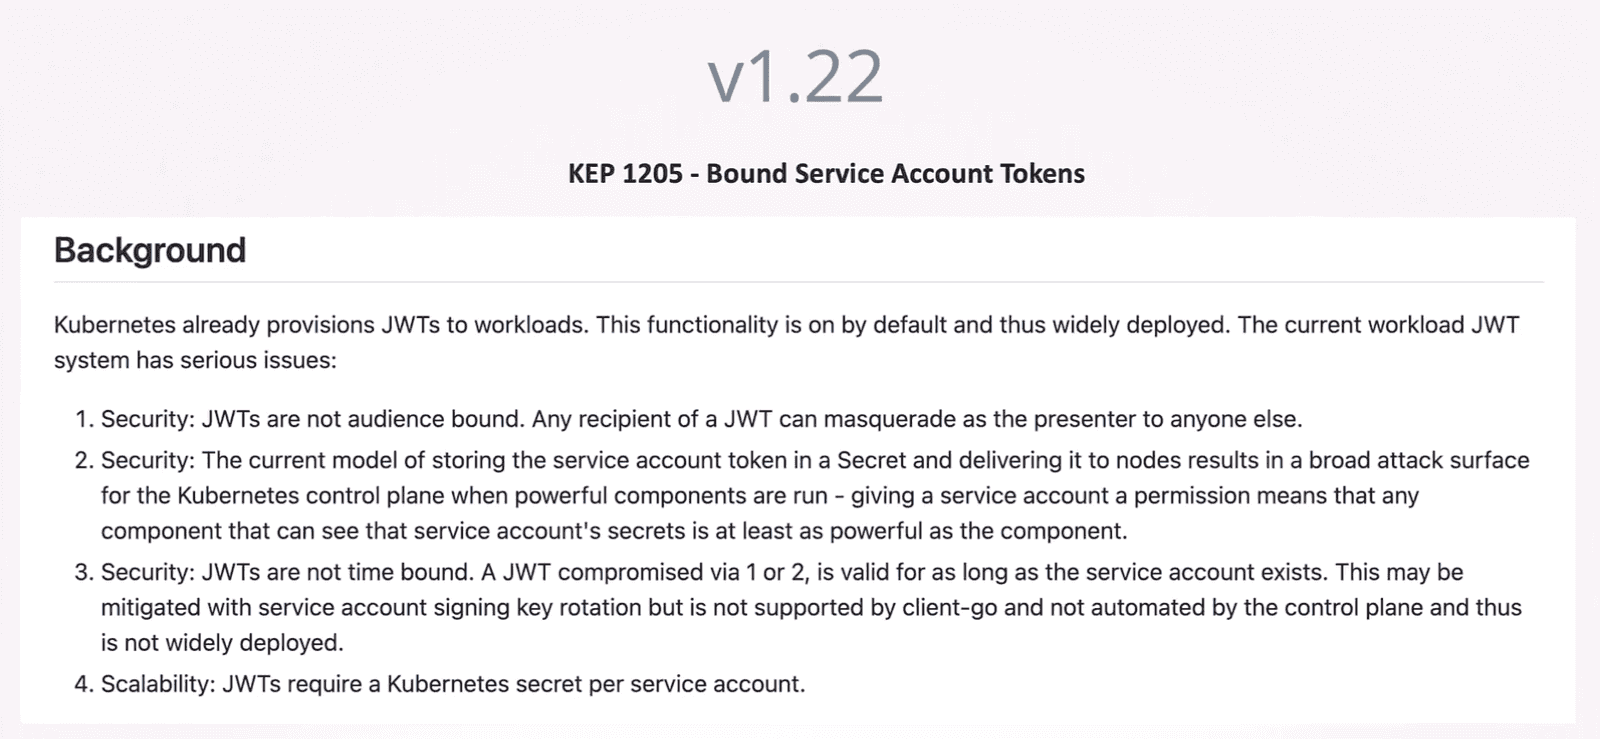 v1.22
KEP 1205 - Bound Service Account Tokens
Background
Kubernetes already provisions JWTs to workloads. This functionality is on by default and thus widely deployed. The current workload JWT
system has serious issues:
1. Security: JWTs are not audience bound. Any recipient of a JWT can masquerade as the presenter to anyone else.
2. Security: The current model of storing the service account token in a Secret and delivering it to nodes results in a broad attack surface
for the Kubernetes control plane when powerful components are run - giving a service account a permission means that any
component that can see that service account's secrets is at least as powerful as the component.
3. Security: JWTs are not time bound. A JWT compromised via 1 or 2, is valid for as long as the service account exists. This may be
mitigated with service account signing key rotation but is not supported by client-go and not automated by the control plane and thus
is not widely deployed.
4. Scalability: JWTs require a Kubernetes secret per service account.